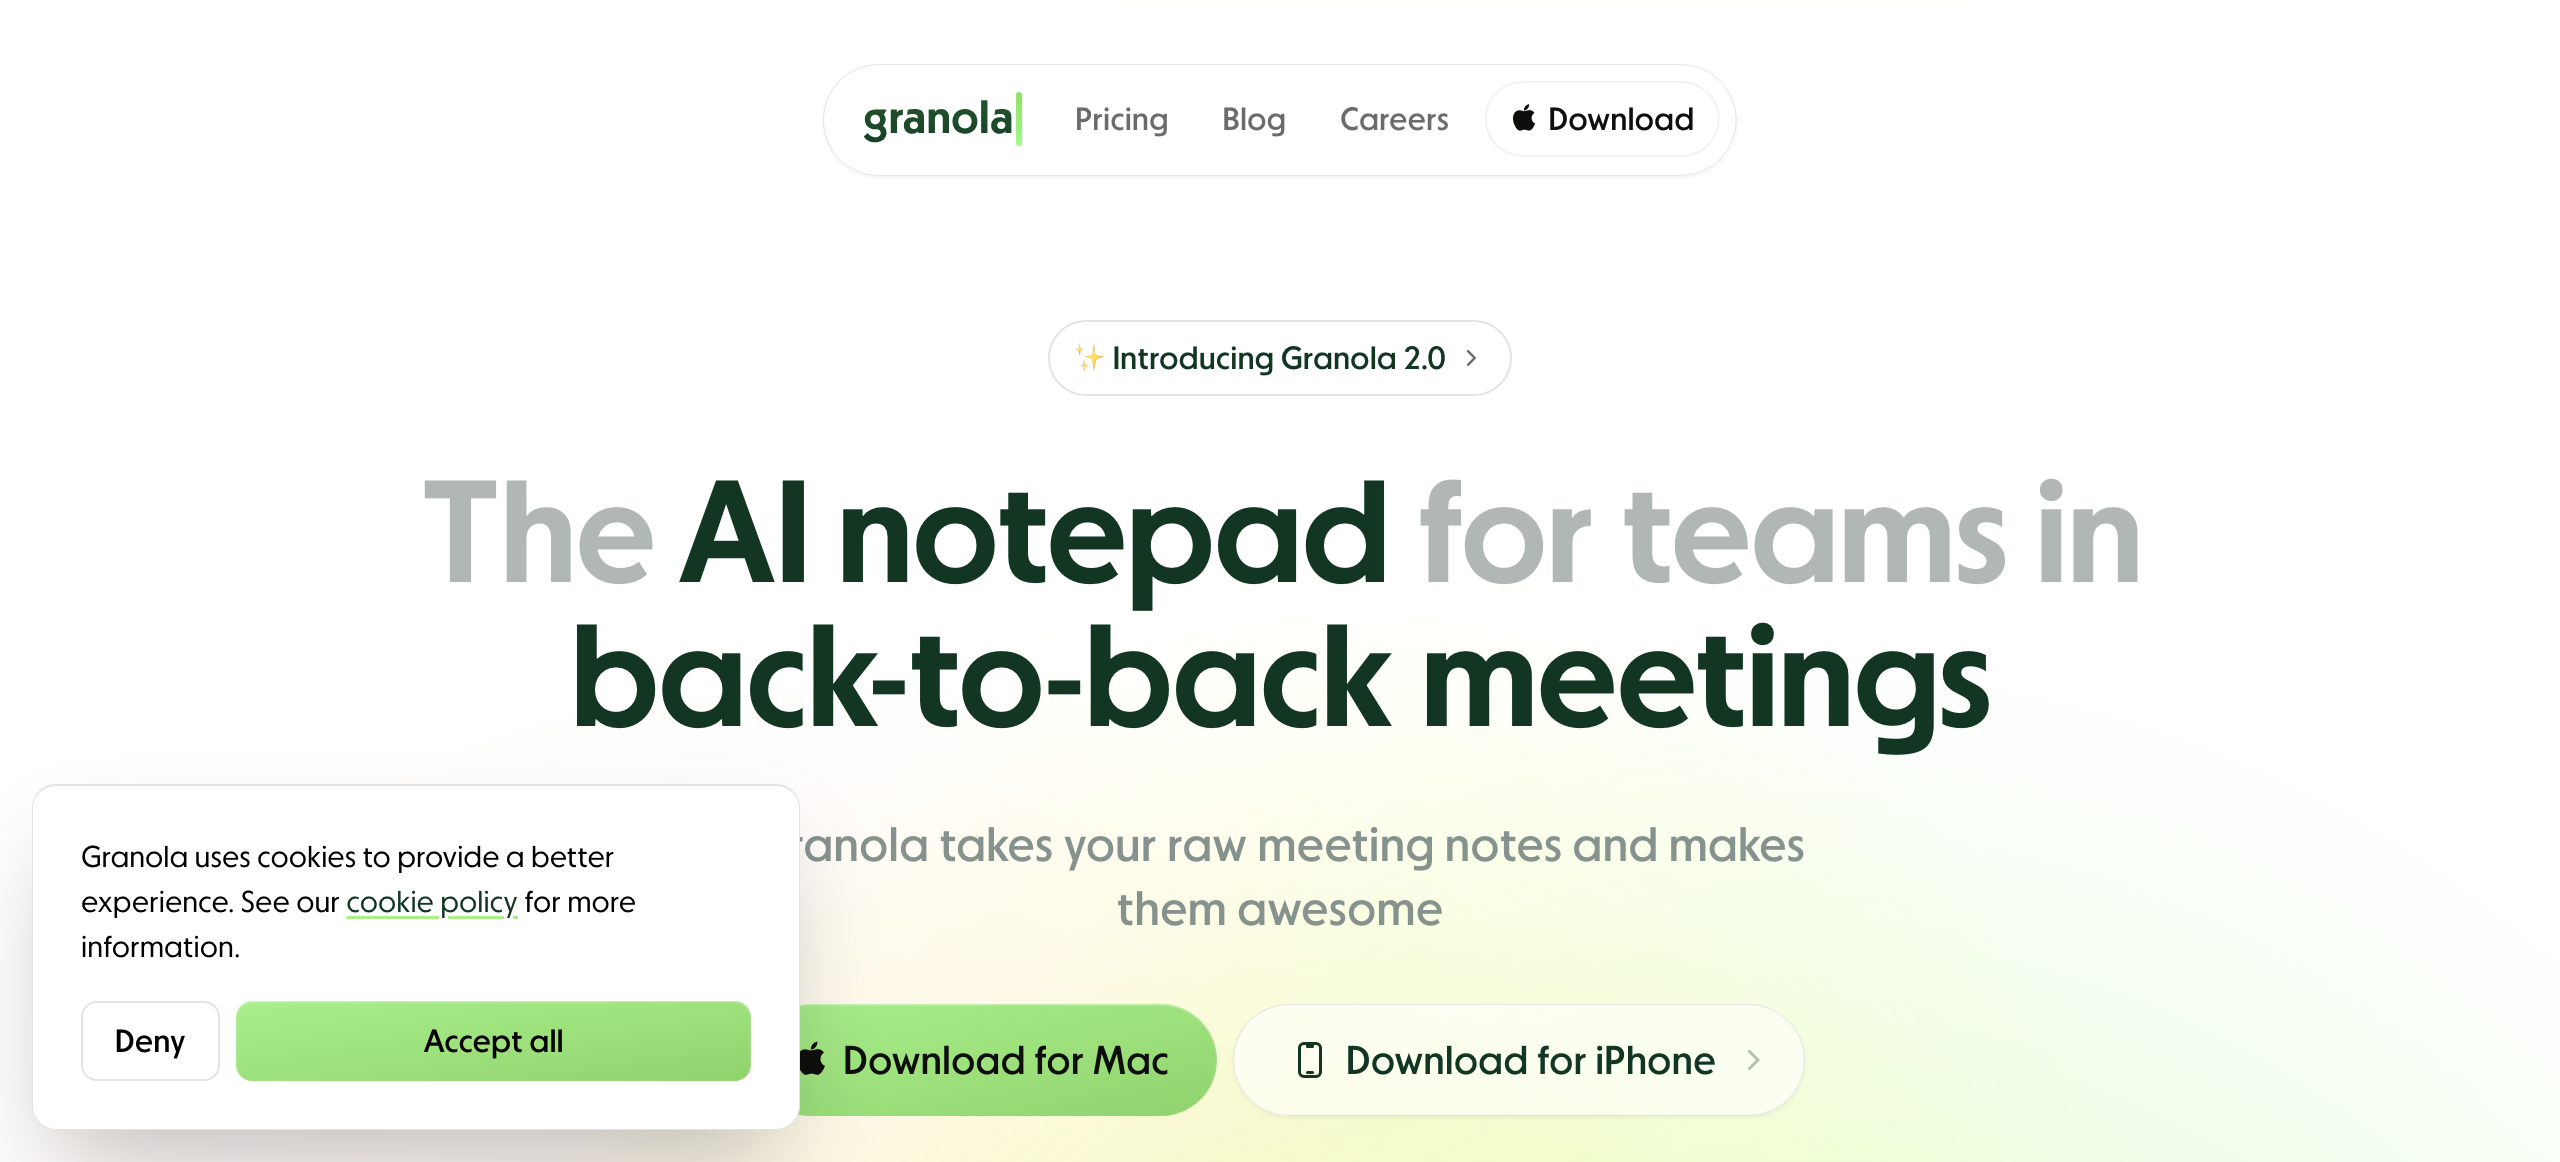 granola
Pricing
Blog
Careers
Download
✨ Introducing Granola 2.0
The AI notepad for teams in
back-to-back meetings
ranola takes your raw meeting notes and makes
them awesome
Granola uses cookies to provide a better
experience. See our cookie policy for more
information.
Deny
Accept all
Download for Mac
Download for iPhone